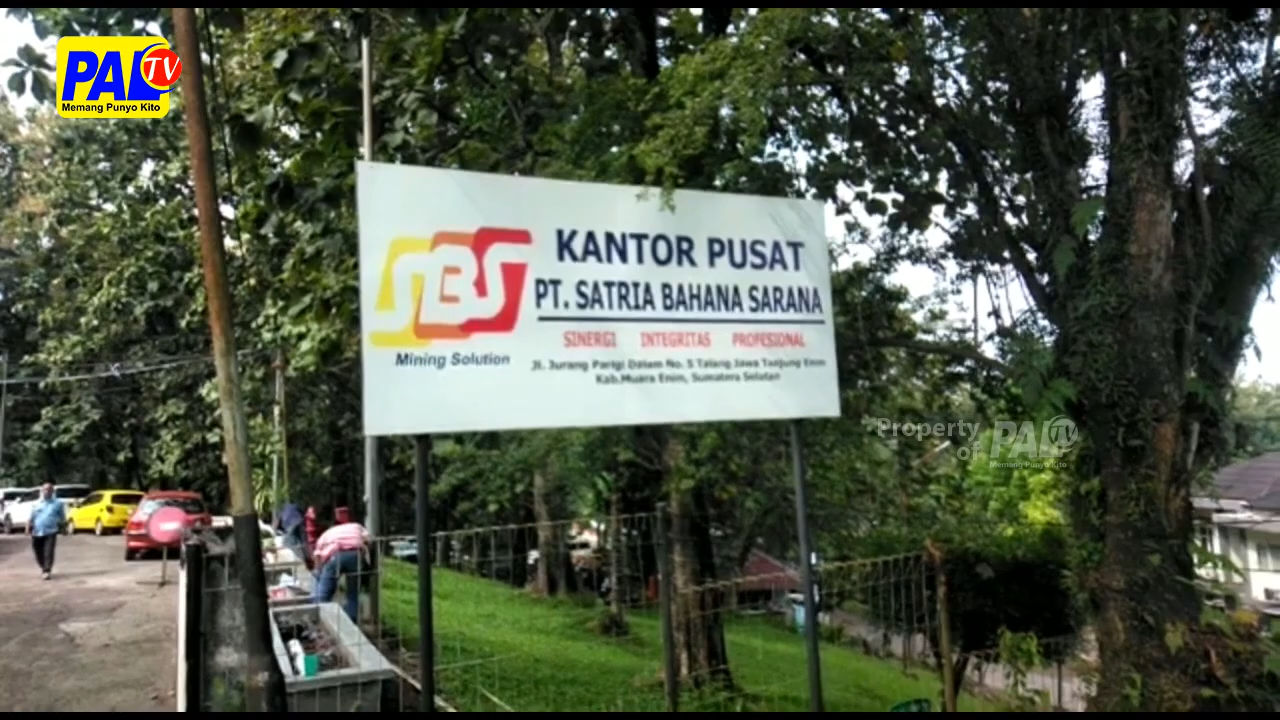 PAL TV
Memang Punyo Kito
SBS
Mining Solution
KANTOR PUSAT
PT. SATRIA BAHANA SARANA
SINERGI INTEGRITAS PROFESIONAL
Jl. Jurang Parigi Dalam No. 5 Talang Jawa Tanjung Enim
Kab.Muara Enim, Sumatera Selatan
Property of PAL TV
Memang Punyo Kito